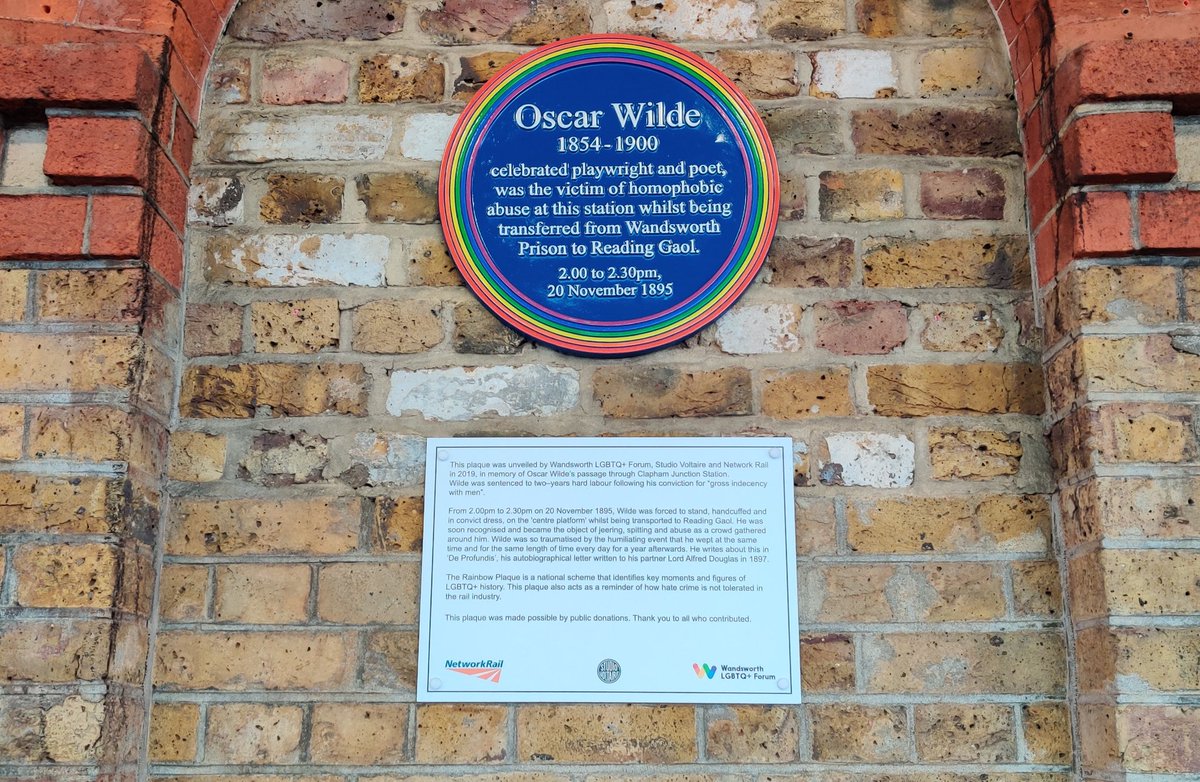 Oscar Wilde
1854 - 1900
celebrated playwright and poet,
was the victim of homophobic
abuse at this station whilst being
transferred from Wandsworth
Prison to Reading Gaol.
2.00 to 2.30pm,
20 November 1895
This plaque was unveiled by Wandsworth LGBTQ+ Forum, Studio Voltaire and Network Rail
in 2019, in memory of Oscar Wilde's passage through Clapham Junction Station.
Wilde was sentenced to two–years hard labour following his conviction for "gross indecency
with men".
From 2.00pm to 2.30pm on 20 November 1895, Wilde was forced to stand, handcuffed and
in convict dress, on the 'centre platform' whilst being transported to Reading Gaol. He was
soon recognised and became the object of jeering, spitting and abuse as a crowd gathered
around him. Wilde was so traumatised by the humiliating event that he wept at the same
time and for the same length of time every day for a year afterwards. He writes about this in
'De Profundis', his autobiographical letter written to his partner Lord Alfred Douglas in 1897.
The Rainbow Plaque is a national scheme that identifies key moments and figures of
LGBTQ+ history. This plaque also acts as a reminder of how hate crime is not tolerated in
the rail industry.
This plaque was made possible by public donations. Thank you to all who contributed.
NetworkRail
STUDIO VOLTAIRE
Wandsworth
LGBTQ+ Forum